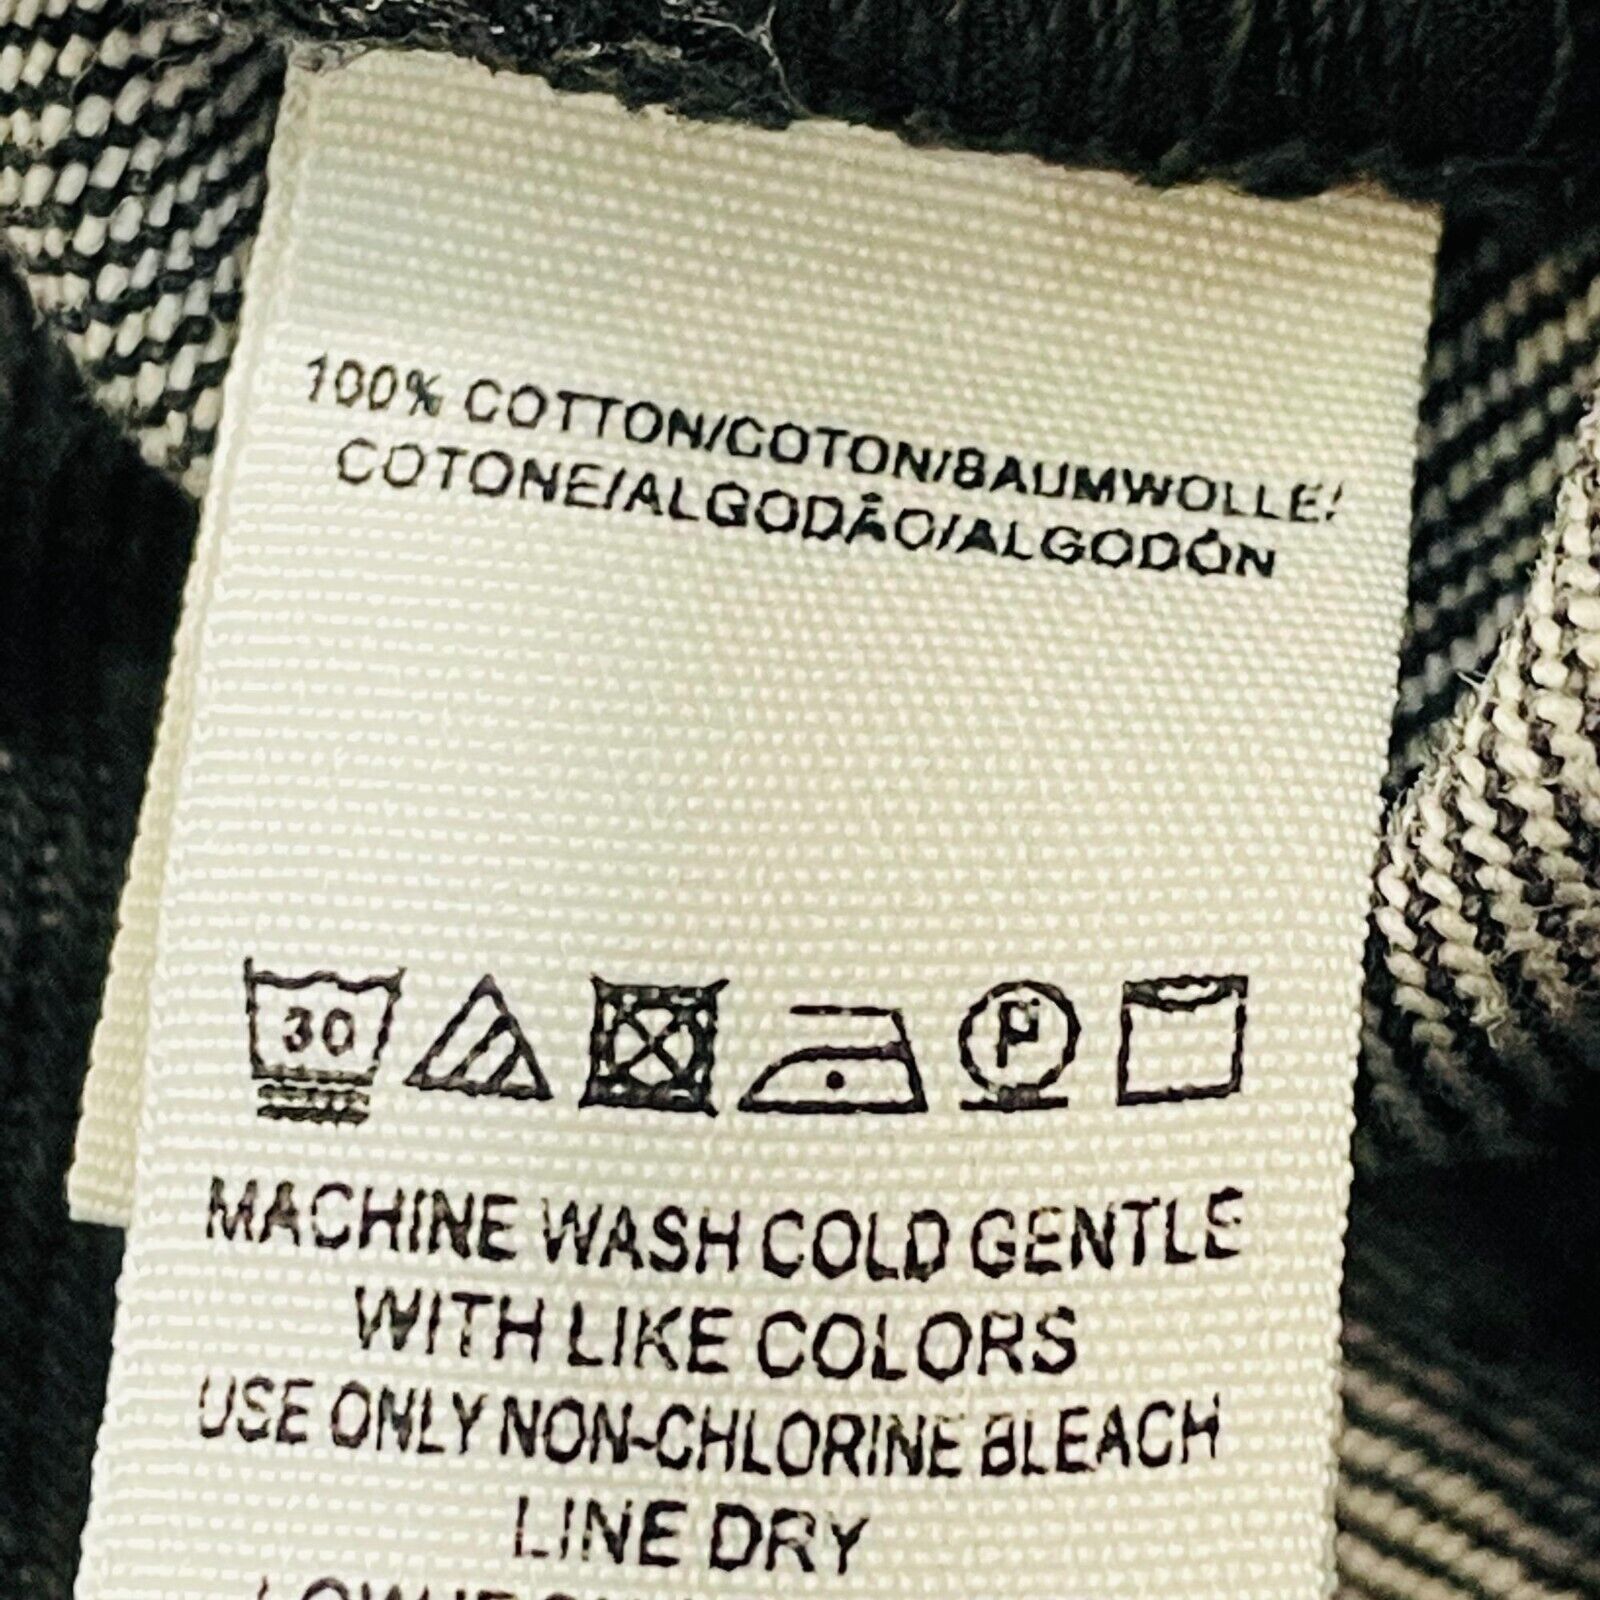 100% COTTON/COTON/BAUMWOLLE/
COTONE/ALGODÃO/ALGODÓN
30 P
MACHINE WASH COLD GENTLE
WITH LIKE COLORS
USE ONLY NON-CHLORINE BLEACH
LINE DRY